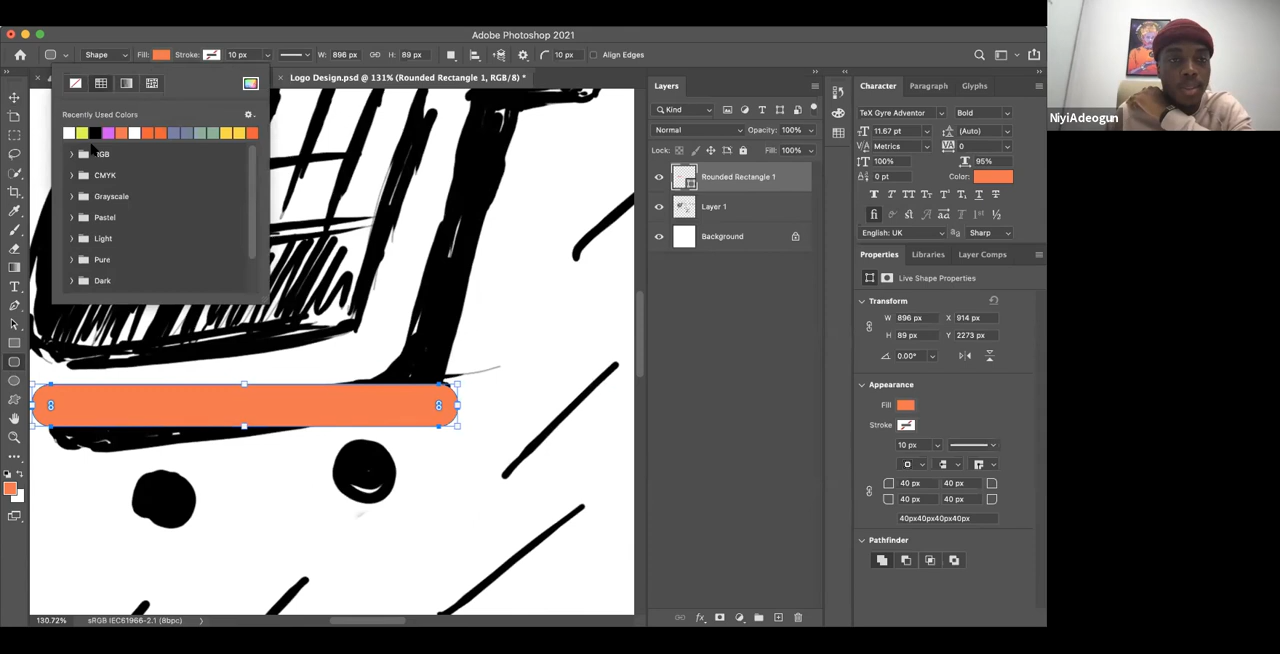 Adobe Photoshop 2021
Shape Fill: Stroke: 10 px W: 896 px H: 89 px 10 px Align Edges
Logo Design.psd @ 131% (Rounded Rectangle 1, RGB/8) *
Recently Used Colors
RGB
CMYK
Grayscale
Pastel
Light
Pure
Dark
Layers
Kind
Normal Opacity: 100%
Lock: Fill: 100%
Rounded Rectangle 1
Layer 1
Background
Character Paragraph Glyphs
TeX Gyre Adventor Bold
11.67 pt (Auto)
Metrics 0
100% 95%
0 pt Color:
English: UK Sharp
Properties Libraries Layer Comps
Live Shape Properties
Transform
W 896 px X 914 px
H 89 px Y 2273 px
0.00°
Appearance
Fill
Stroke
10 px
40 px 40 px
40 px 40 px
40px40px40px40px
Pathfinder
130.72% sRGB IEC61966-2.1 (8bpc)
NiyiAdeogun